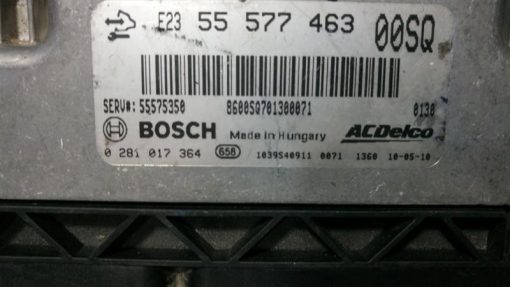 E23 55 577 463 00SQ
SERV#: 55575350 8600SQ701300071 0130
BOSCH Made in Hungary ACDelco
0 281 017 364 658 1039S40911 0071 1360 10-05-10